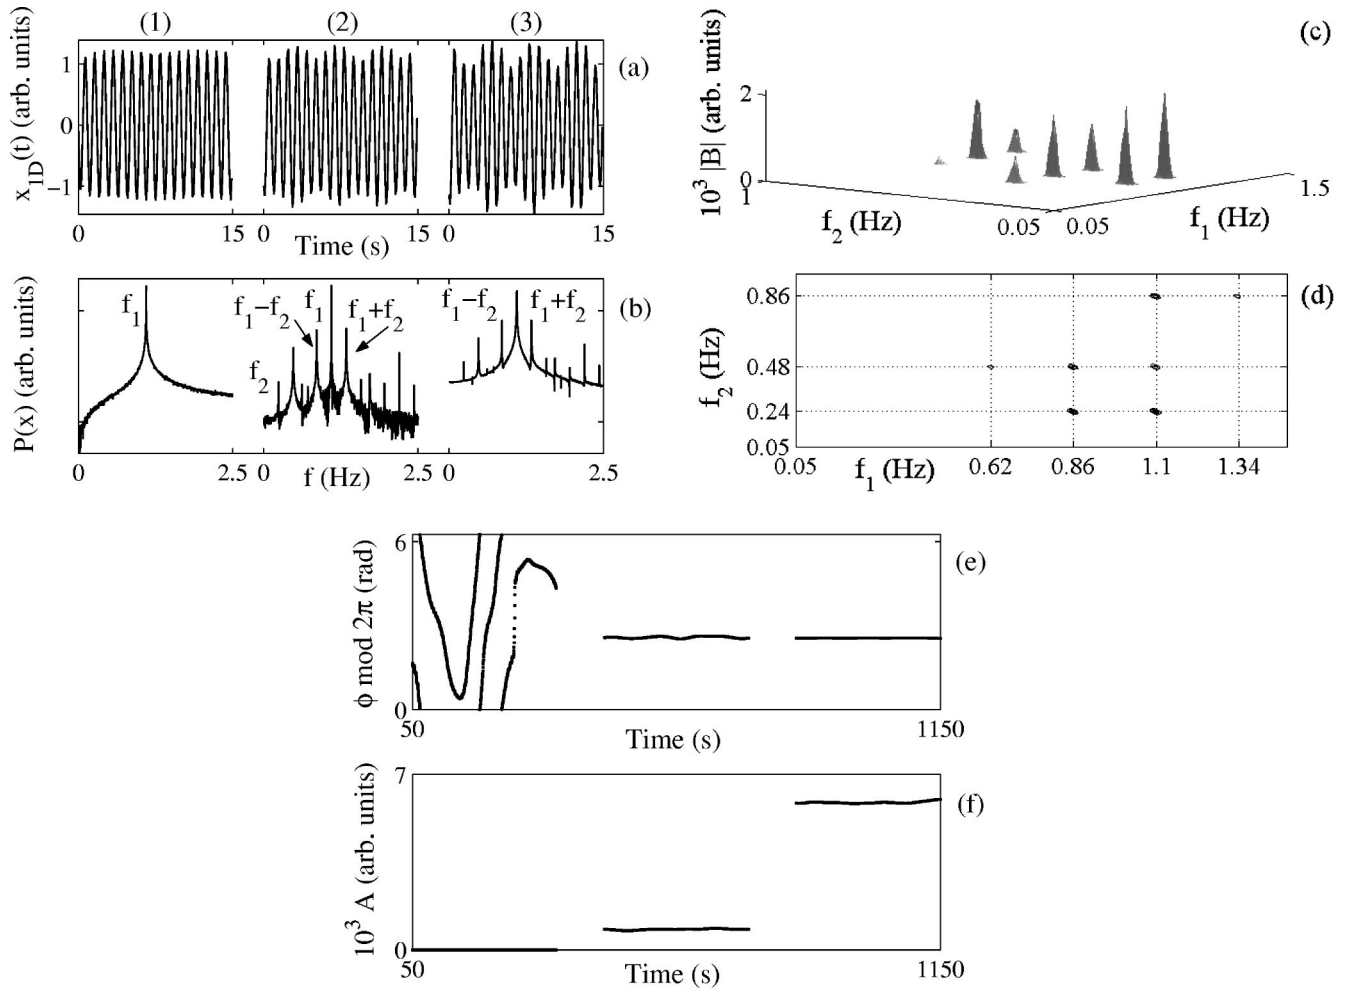 (1) (2) (3)
x1D(t) (arb. units)
1
0
−1
(a)
0 15 0 15 0 15
Time (s)
P(x) (arb. units)
f1
f1−f2 f1 f1+f2
f2
f1−f2 f1+f2
(b)
0 2.5 0 2.5 0 2.5
f (Hz)
(c)
10^3 |B| (arb. units)
2
0
1
f2 (Hz)
0.05 0.05
f1 (Hz)
1.5
(d)
f2 (Hz)
0.86
0.48
0.24
0.05
0.05 0.62 0.86 1.1 1.34
f1 (Hz)
ϕ mod 2π (rad)
6
0
(e)
50 1150
Time (s)
10^3 A (arb. units)
7
0
(f)
50 1150
Time (s)